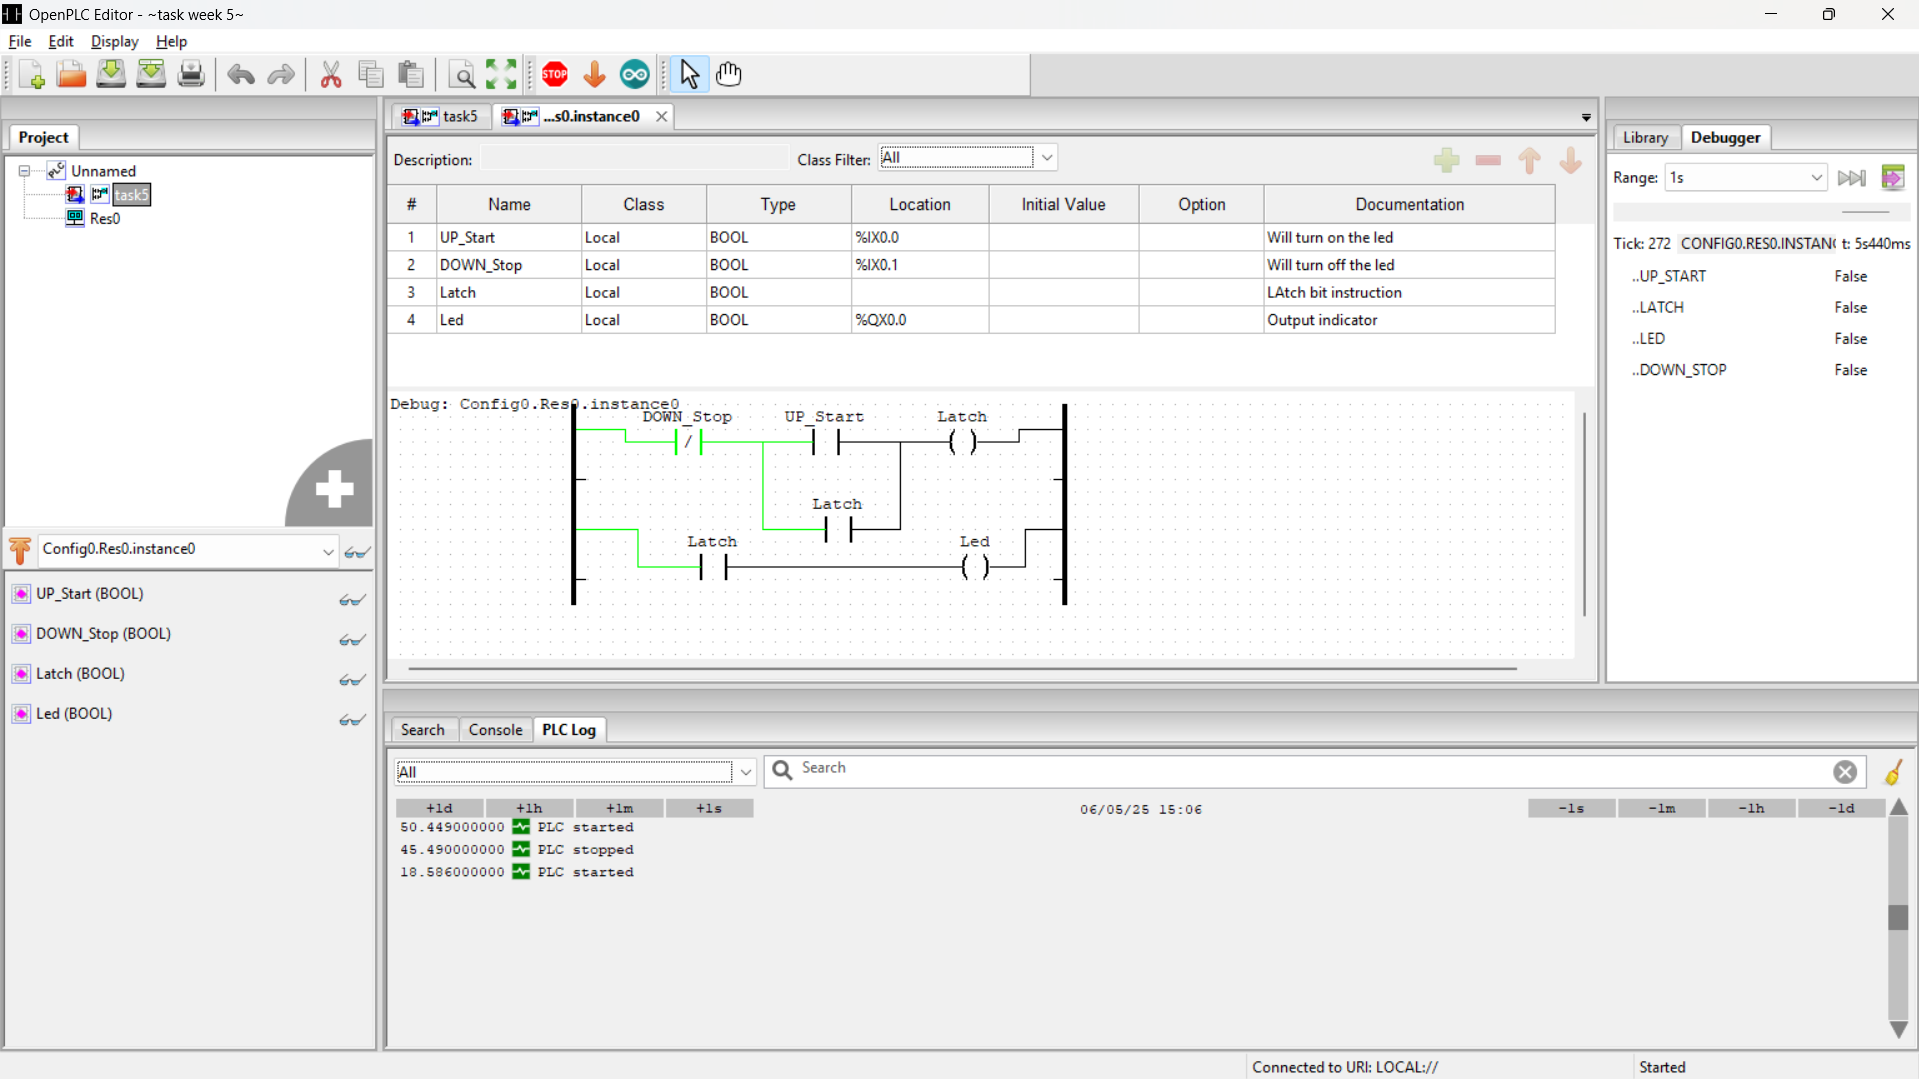 OpenPLC Editor - ~task week 5~
File Edit Display Help
STOP
Project
Unnamed
task5
Res0
Config0.Res0.instance0
UP_Start (BOOL)
DOWN_Stop (BOOL)
Latch (BOOL)
Led (BOOL)
task5 ...s0.instance0
Description: Class Filter: All
# Name Class Type Location Initial Value Option Documentation
1 UP_Start Local BOOL %IX0.0 Will turn on the led
2 DOWN_Stop Local BOOL %IX0.1 Will turn off the led
3 Latch Local BOOL LAtch bit instruction
4 Led Local BOOL %QX0.0 Output indicator
Debug: Config0.Res0.instance0
DOWN_Stop UP_Start Latch
Latch
Latch Led
Library Debugger
Range: 1s
Tick: 272 CONFIG0.RES0.INSTAN t: 5s440ms
..UP_START False
..LATCH False
..LED False
..DOWN_STOP False
Search Console PLC Log
All Search
+1d +1h +1m +1s 06/05/25 15:06 -1s -1m -1h -1d
50.449000000 PLC started
45.490000000 PLC stopped
18.586000000 PLC started
Connected to URI: LOCAL:// Started